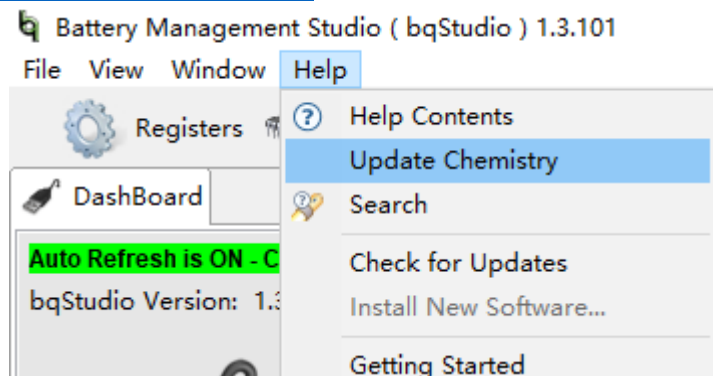 Battery Management Studio ( bqStudio ) 1.3.101
File View Window Help
Registers
Help Contents
Update Chemistry
DashBoard
Search
Auto Refresh is ON - C
Check for Updates
bqStudio Version: 1.3
Install New Software...
Getting Started